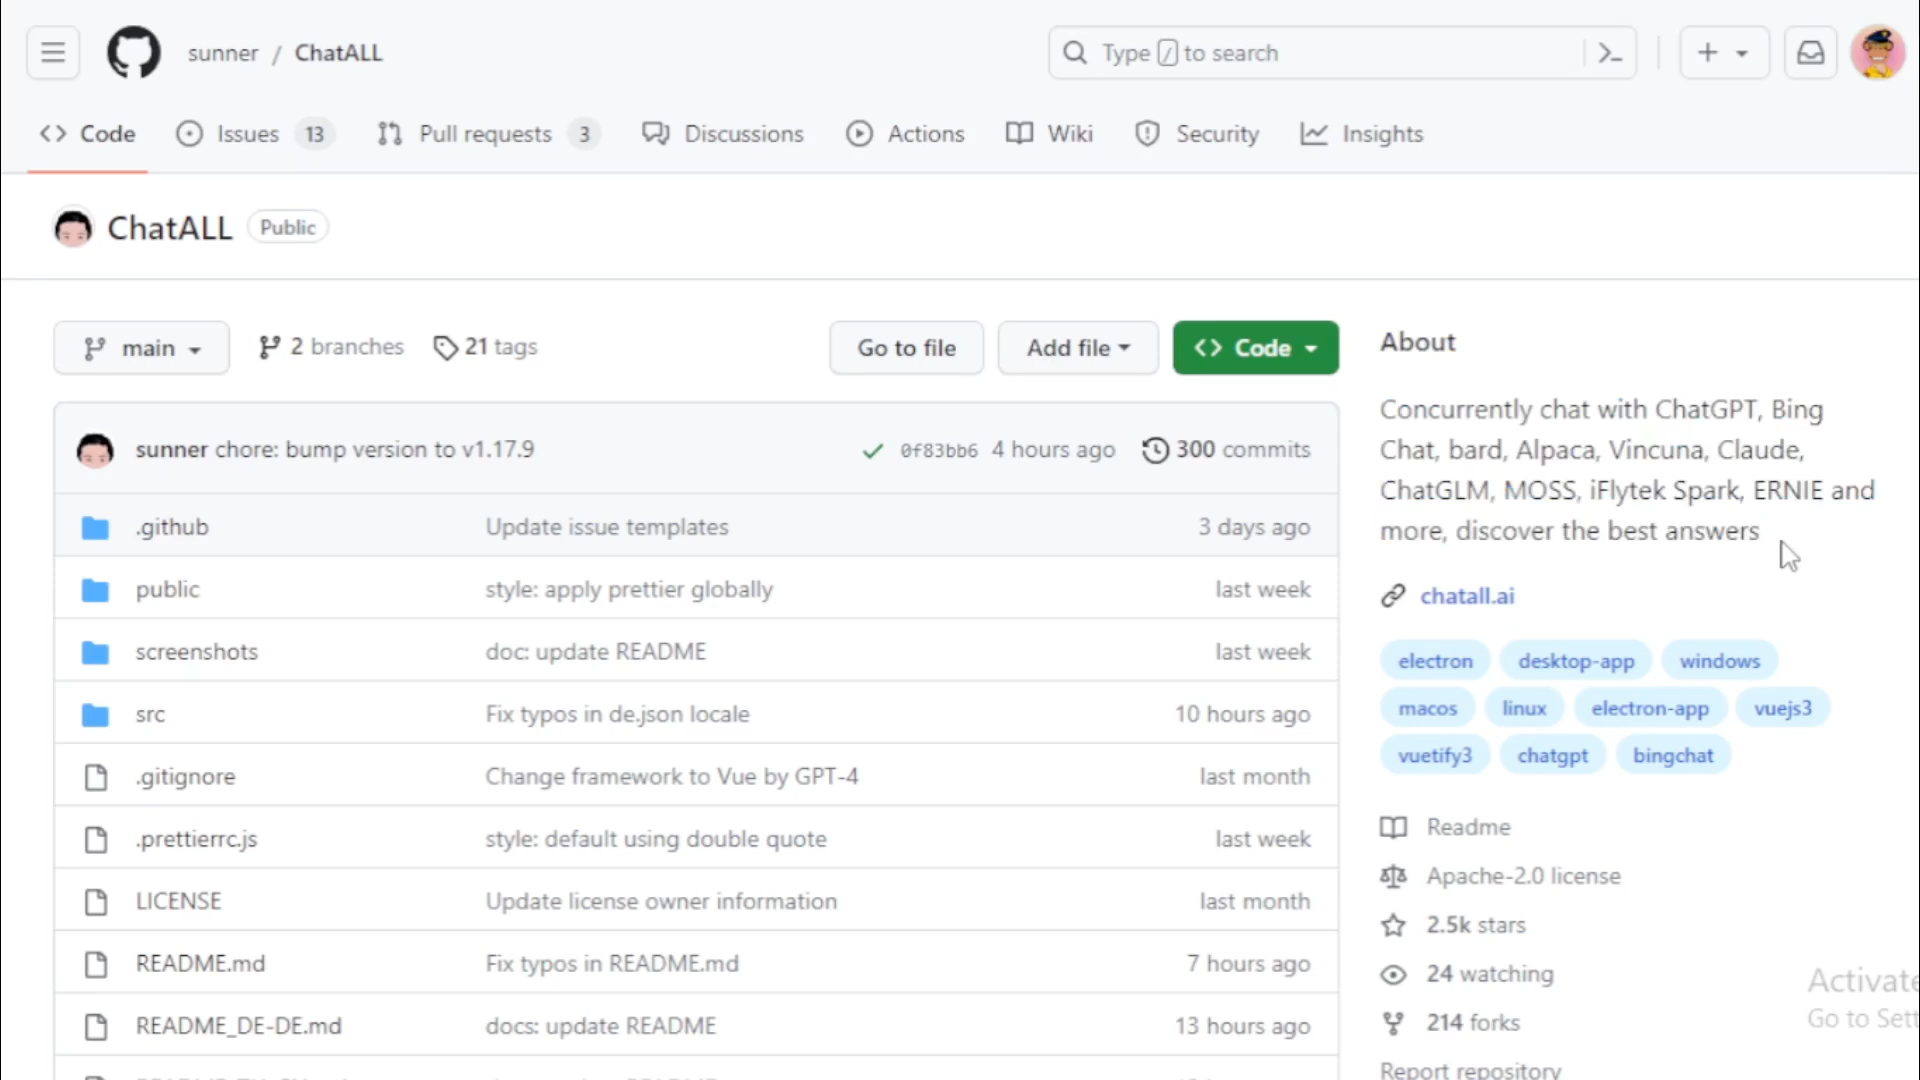 sunner / ChatALL
Type / to search
Code
Issues 13
Pull requests 3
Discussions
Actions
Wiki
Security
Insights
ChatALL Public
main
2 branches
21 tags
Go to file
Add file
Code
sunner chore: bump version to v1.17.9 0f83bb6 4 hours ago 300 commits
.github Update issue templates 3 days ago
public style: apply prettier globally last week
screenshots doc: update README last week
src Fix typos in de.json locale 10 hours ago
.gitignore Change framework to Vue by GPT-4 last month
.prettierrc.js style: default using double quote last week
LICENSE Update license owner information last month
README.md Fix typos in README.md 7 hours ago
README_DE-DE.md docs: update README 13 hours ago
About
Concurrently chat with ChatGPT, Bing
Chat, bard, Alpaca, Vincuna, Claude,
ChatGLM, MOSS, iFlytek Spark, ERNIE and
more, discover the best answers
chatall.ai
electron desktop-app windows
macos linux electron-app vuejs3
vuetify3 chatgpt bingchat
Readme
Apache-2.0 license
2.5k stars
24 watching
214 forks
Report repository
Activate
Go to Sett